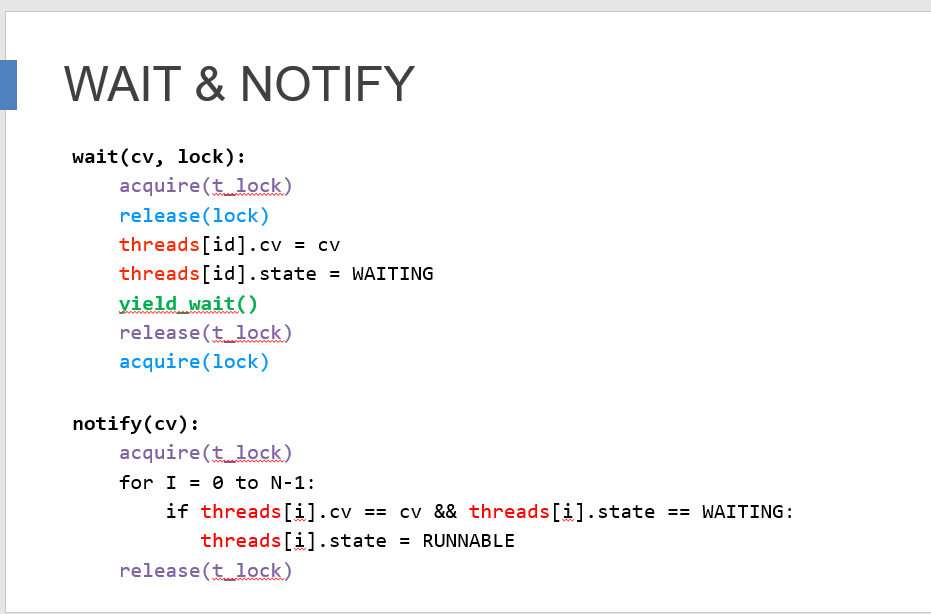 WAIT & NOTIFY
wait(cv, lock):
    acquire(t_lock)
    release(lock)
    threads[id].cv = cv
    threads[id].state = WAITING
    yield_wait()
    release(t_lock)
    acquire(lock)
notify(cv):
    acquire(t_lock)
    for I = 0 to N-1:
        if threads[i].cv == cv && threads[i].state == WAITING:
           threads[i].state = RUNNABLE
    release(t_lock)